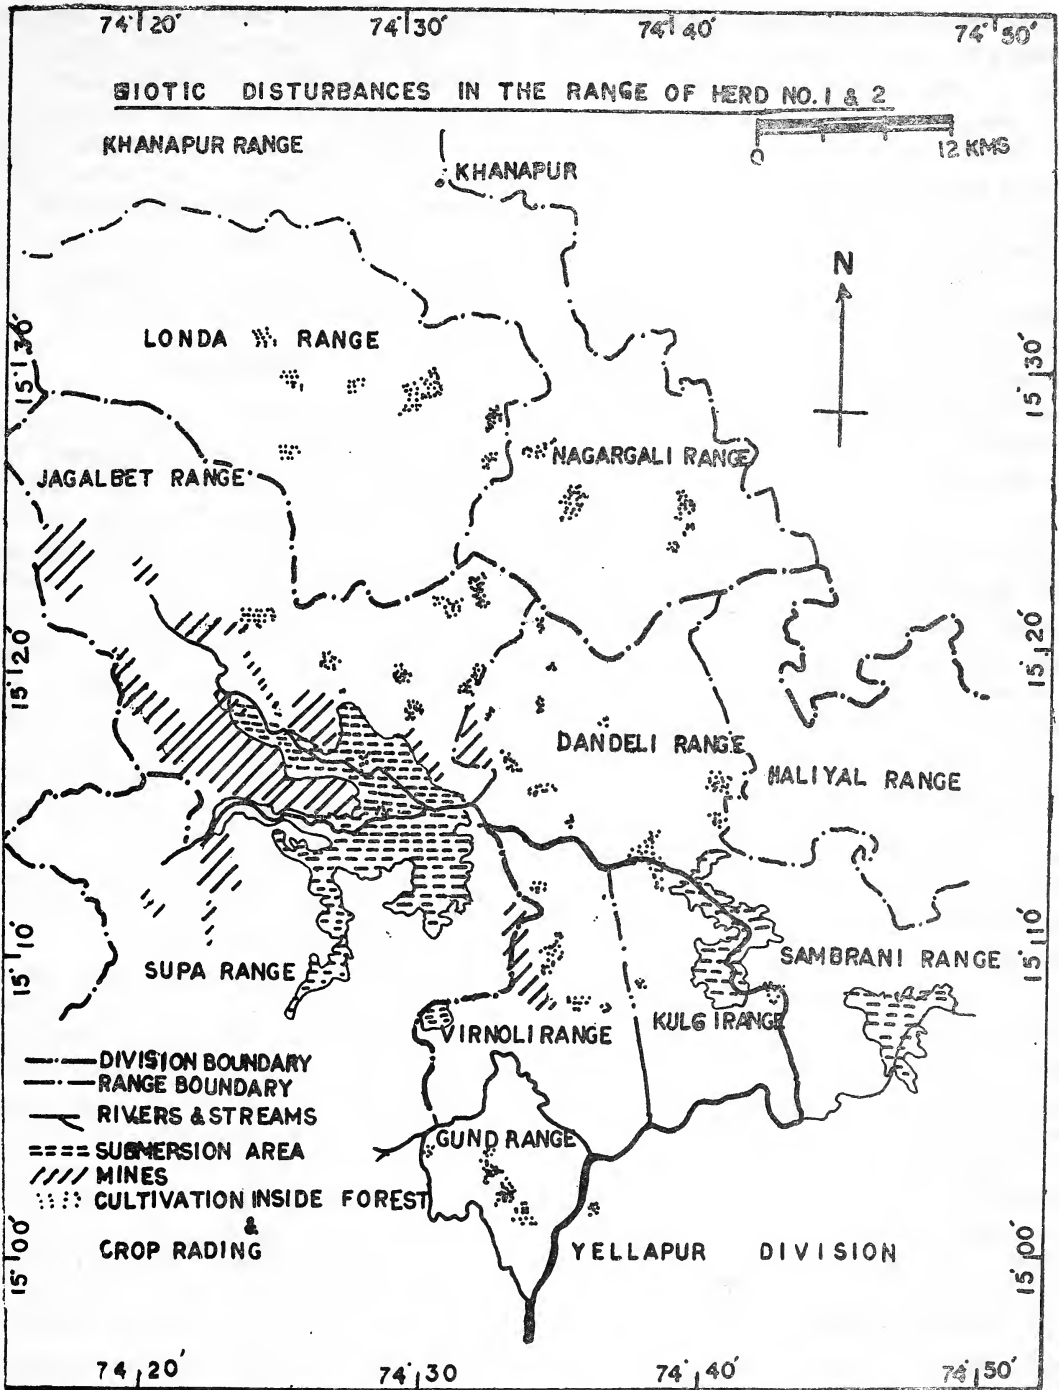 74°20' 74°30' 74°40' 74°50'
BIOTIC DISTURBANCES IN THE RANGE OF HERD NO. 1 & 2
KHANAPUR RANGE
KHANAPUR
0 12 KMS
N
LONDA RANGE
15°30' 15°30'
JAGALBET RANGE
NAGARGALI RANGE
15°20' 15°20'
DANDELI RANGE
HALIYAL RANGE
15°10' 15°10'
SUPA RANGE
SAMBRANI RANGE
VIRNOLI RANGE
KULGI RANGE
DIVISION BOUNDARY
RANGE BOUNDARY
RIVERS & STREAMS
SUBMERSION AREA
MINES
CULTIVATION INSIDE FOREST
&
CROP RADING
GUND RANGE
YELLAPUR DIVISION
15°00' 15°00'
74°20' 74°30' 74°40' 74°50'